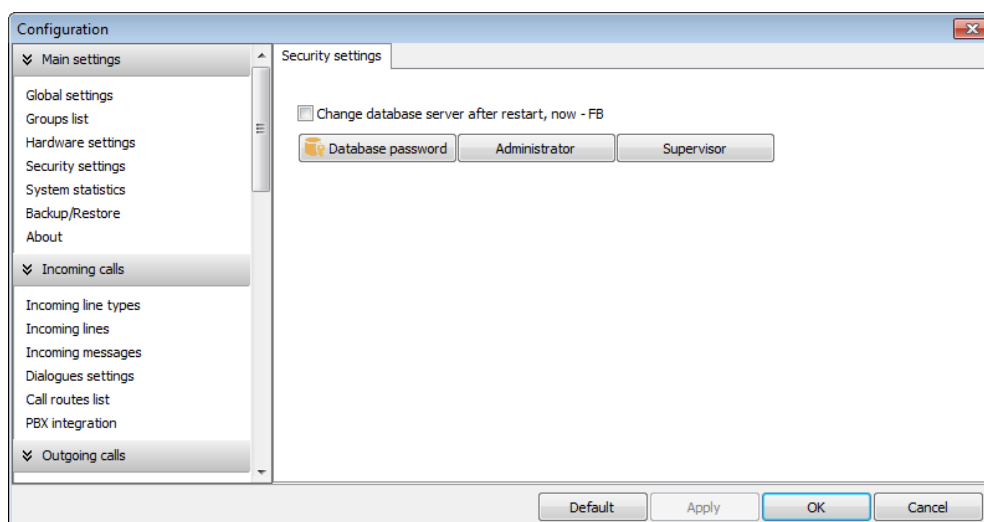 Configuration
Main settings
Global settings
Groups list
Hardware settings
Security settings
System statistics
Backup/Restore
About
Incoming calls
Incoming line types
Incoming lines
Incoming messages
Dialogues settings
Call routes list
PBX integration
Outgoing calls
Security settings
Change database server after restart, now - FB
Database password Administrator Supervisor
Default Apply OK Cancel